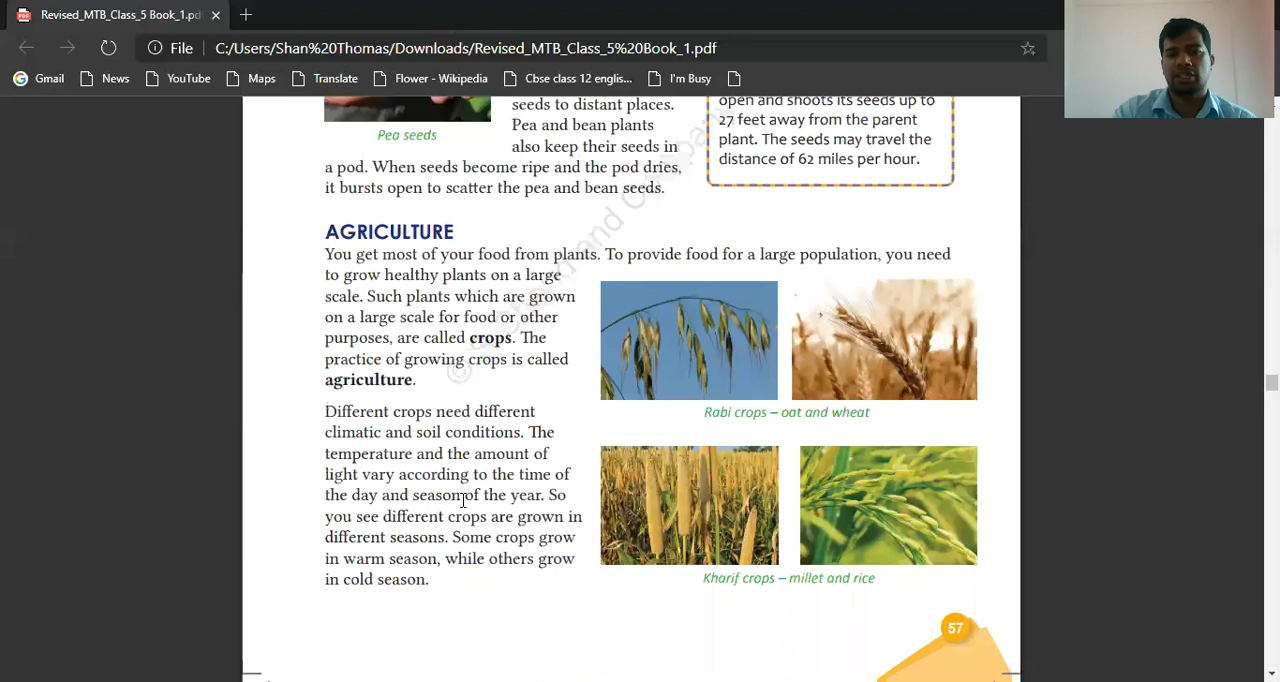 Revised_MTB_Class_5 Book_1.pd
File
C:/Users/Shan%20Thomas/Downloads/Revised_MTB_Class_5%20Book_1.pdf
Gmail
News
YouTube
Maps
Translate
Flower - Wikipedia
Cbse class 12 englis...
I'm Busy
seeds to distant places.
Pea and bean plants
also keep their seeds in
a pod. When seeds become ripe and the pod dries,
it bursts open to scatter the pea and bean seeds.
Pea seeds
open and shoots its seeds up to
27 feet away from the parent
plant. The seeds may travel the
distance of 62 miles per hour.
AGRICULTURE
You get most of your food from plants. To provide food for a large population, you need
to grow healthy plants on a large
scale. Such plants which are grown
on a large scale for food or other
purposes, are called crops. The
practice of growing crops is called
agriculture.
Different crops need different
climatic and soil conditions. The
temperature and the amount of
light vary according to the time of
the day and season of the year. So
you see different crops are grown in
different seasons. Some crops grow
in warm season, while others grow
in cold season.
Rabi crops – oat and wheat
Kharif crops – millet and rice
57